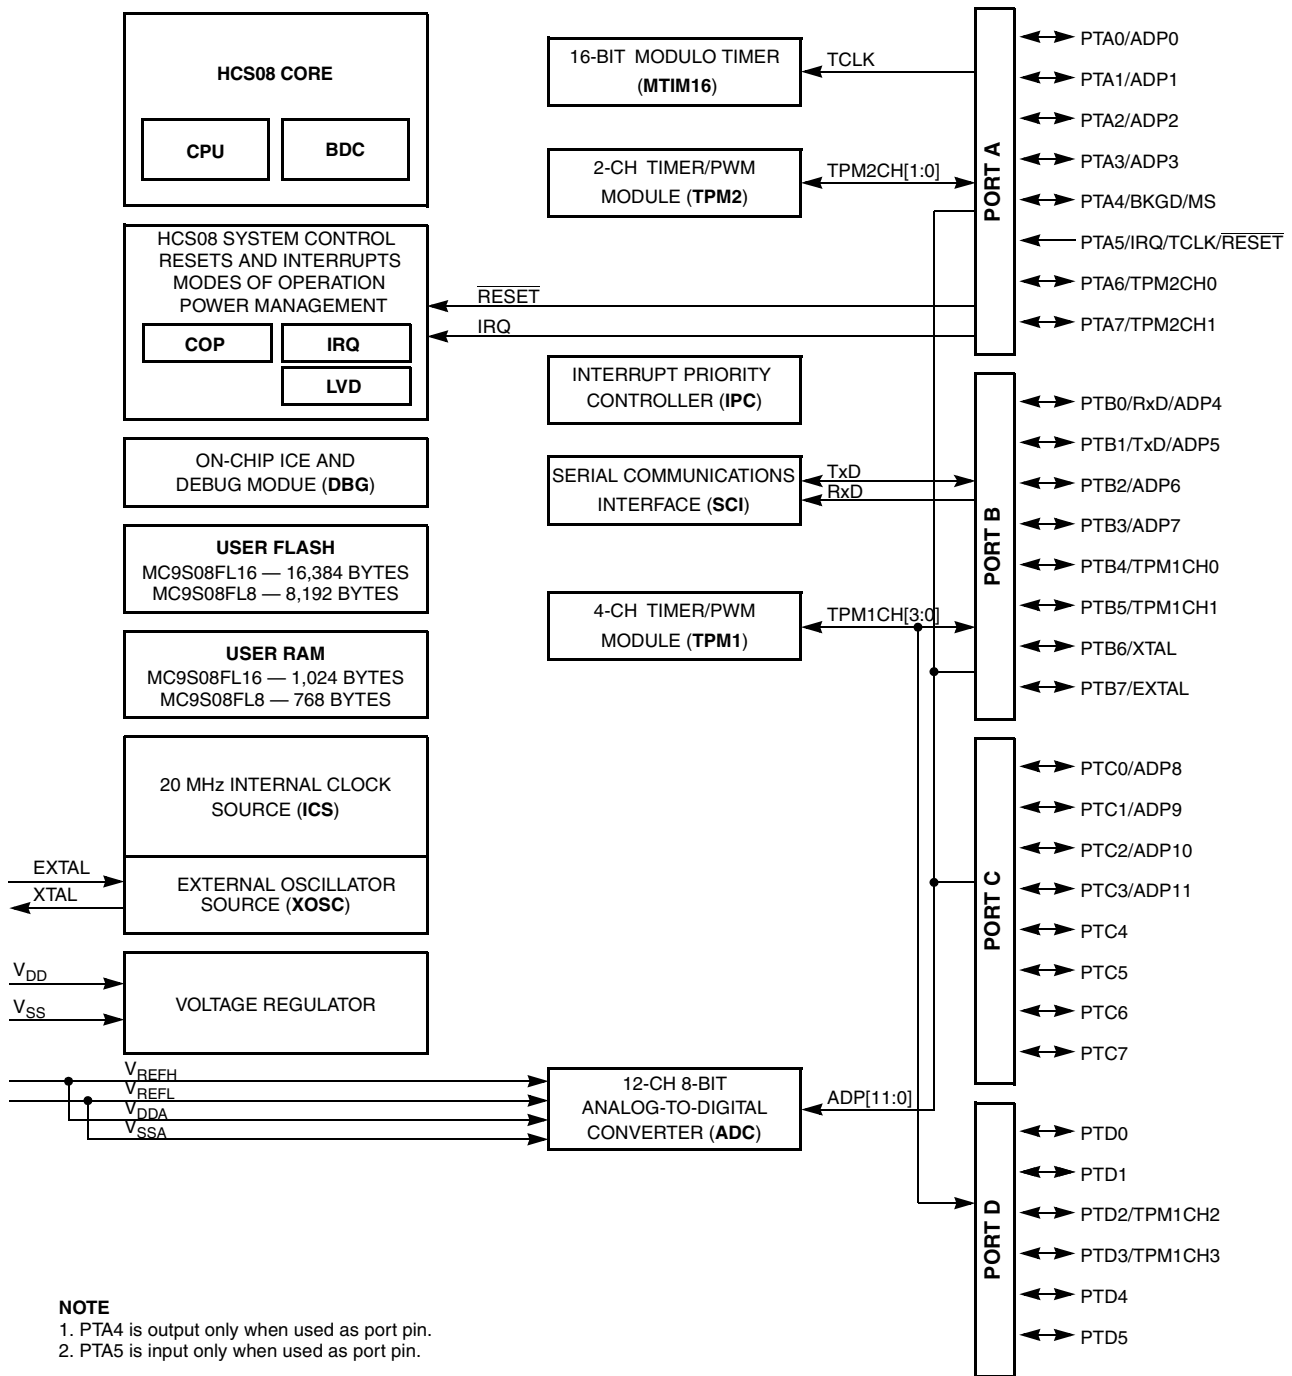 HCS08 CORE
CPU
BDC
HCS08 SYSTEM CONTROL
RESETS AND INTERRUPTS
MODES OF OPERATION
POWER MANAGEMENT
COP
IRQ
LVD
ON-CHIP ICE AND
DEBUG MODUE (DBG)
USER FLASH
MC9S08FL16 — 16,384 BYTES
MC9S08FL8 — 8,192 BYTES
USER RAM
MC9S08FL16 — 1,024 BYTES
MC9S08FL8 — 768 BYTES
20 MHz INTERNAL CLOCK
SOURCE (ICS)
EXTAL
XTAL
EXTERNAL OSCILLATOR
SOURCE (XOSC)
VDD
VSS
VOLTAGE REGULATOR
VREFH
VREFL
VDDA
VSSA
16-BIT MODULO TIMER
(MTIM16)
TCLK
2-CH TIMER/PWM
MODULE (TPM2)
TPM2CH[1:0]
RESET
IRQ
INTERRUPT PRIORITY
CONTROLLER (IPC)
SERIAL COMMUNICATIONS
INTERFACE (SCI)
TxD
RxD
4-CH TIMER/PWM
MODULE (TPM1)
TPM1CH[3:0]
12-CH 8-BIT
ANALOG-TO-DIGITAL
CONVERTER (ADC)
ADP[11:0]
PORT A
PTA0/ADP0
PTA1/ADP1
PTA2/ADP2
PTA3/ADP3
PTA4/BKGD/MS
PTA5/IRQ/TCLK/RESET
PTA6/TPM2CH0
PTA7/TPM2CH1
PORT B
PTB0/RxD/ADP4
PTB1/TxD/ADP5
PTB2/ADP6
PTB3/ADP7
PTB4/TPM1CH0
PTB5/TPM1CH1
PTB6/XTAL
PTB7/EXTAL
PORT C
PTC0/ADP8
PTC1/ADP9
PTC2/ADP10
PTC3/ADP11
PTC4
PTC5
PTC6
PTC7
PORT D
PTD0
PTD1
PTD2/TPM1CH2
PTD3/TPM1CH3
PTD4
PTD5
NOTE
1. PTA4 is output only when used as port pin.
2. PTA5 is input only when used as port pin.